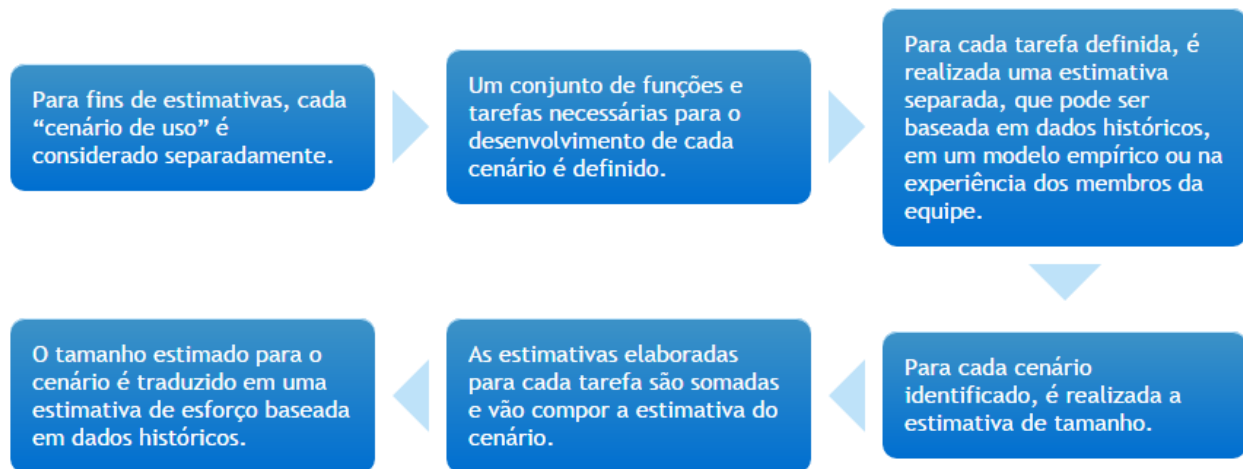 Para fins de estimativas, cada
“cenário de uso” é
considerado separadamente.
Um conjunto de funções e
tarefas necessárias para o
desenvolvimento de cada
cenário é definido.
Para cada tarefa definida, é
realizada uma estimativa
separada, que pode ser
baseada em dados históricos,
em um modelo empírico ou na
experiência dos membros da
equipe.
Para cada cenário
identificado, é realizada a
estimativa de tamanho.
As estimativas elaboradas
para cada tarefa são somadas
e vão compor a estimativa do
cenário.
O tamanho estimado para o
cenário é traduzido em uma
estimativa de esforço baseada
em dados históricos.